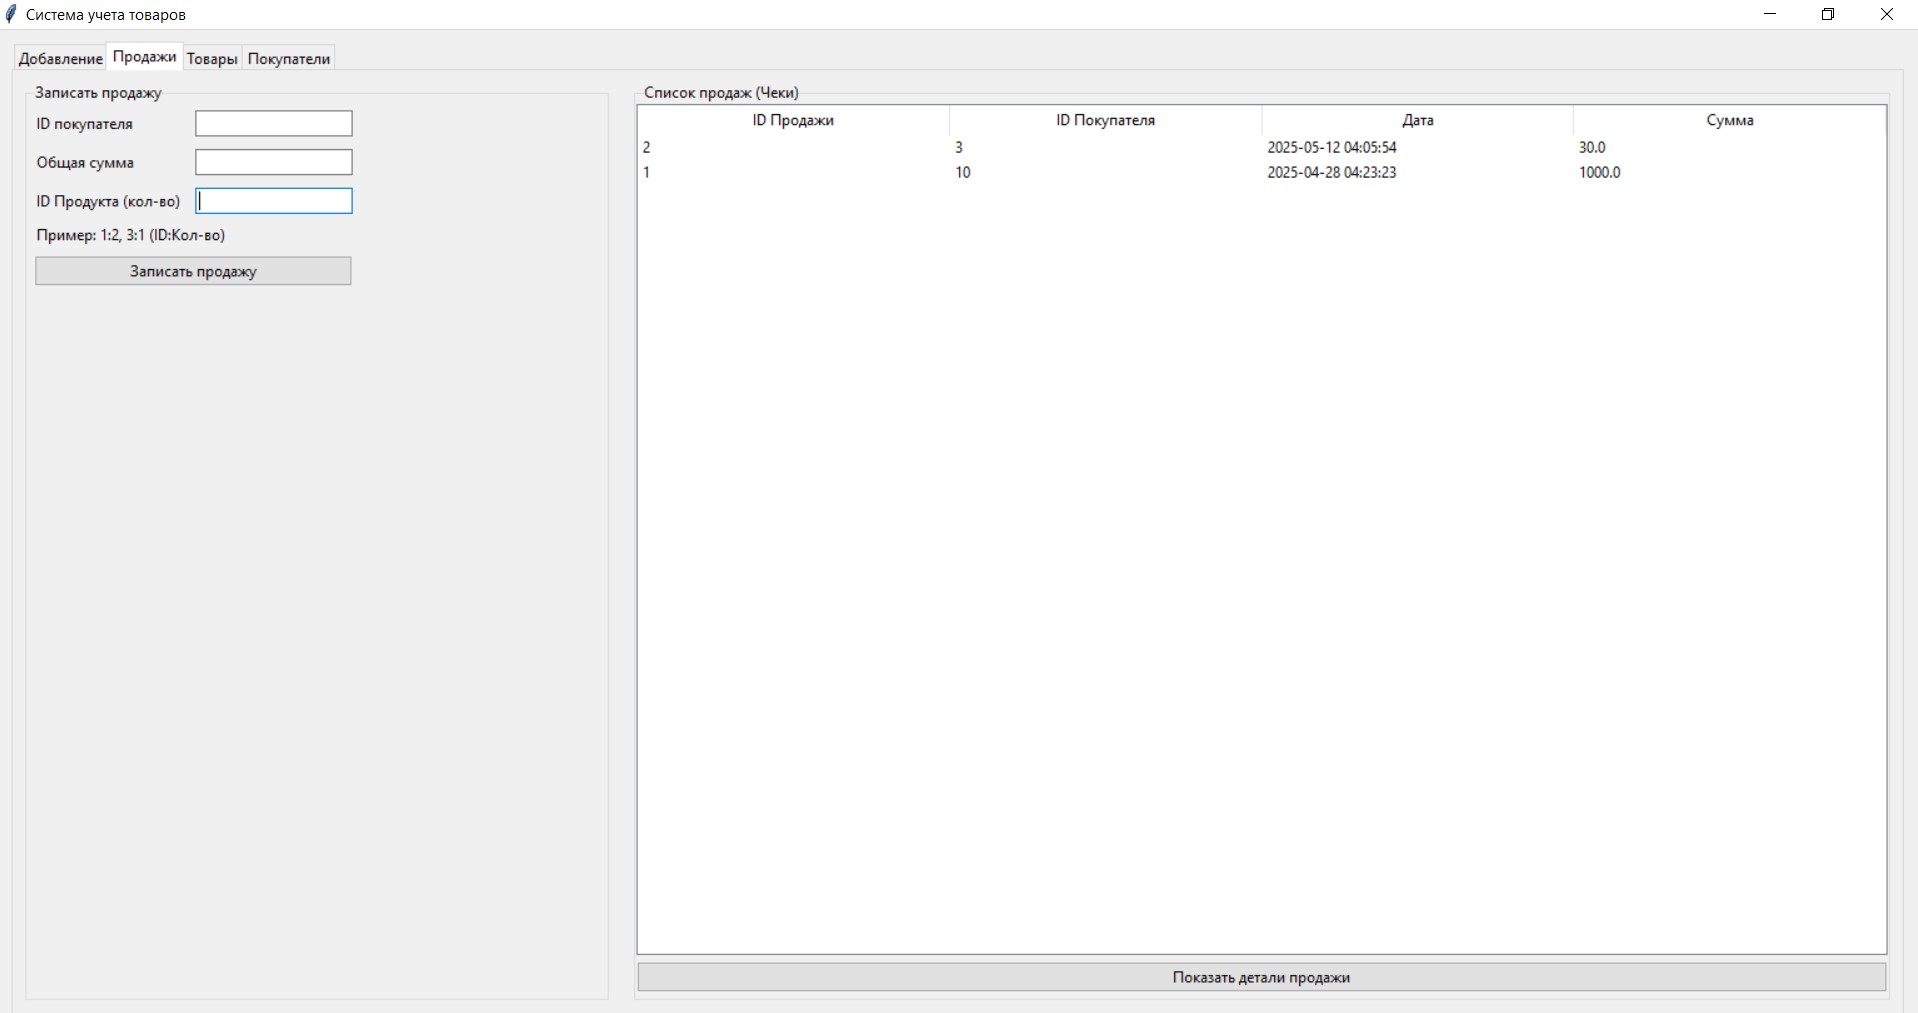 Система учета товаров
Добавление Продажи Товары Покупатели
Записать продажу
ID покупателя
Общая сумма
ID Продукта (кол-во)
Пример: 1:2, 3:1 (ID:Кол-во)
Записать продажу
Список продаж (Чеки)
ID Продажи ID Покупателя Дата Сумма
2 3 2025-05-12 04:05:54 30.0
1 10 2025-04-28 04:23:23 1000.0
Показать детали продажи